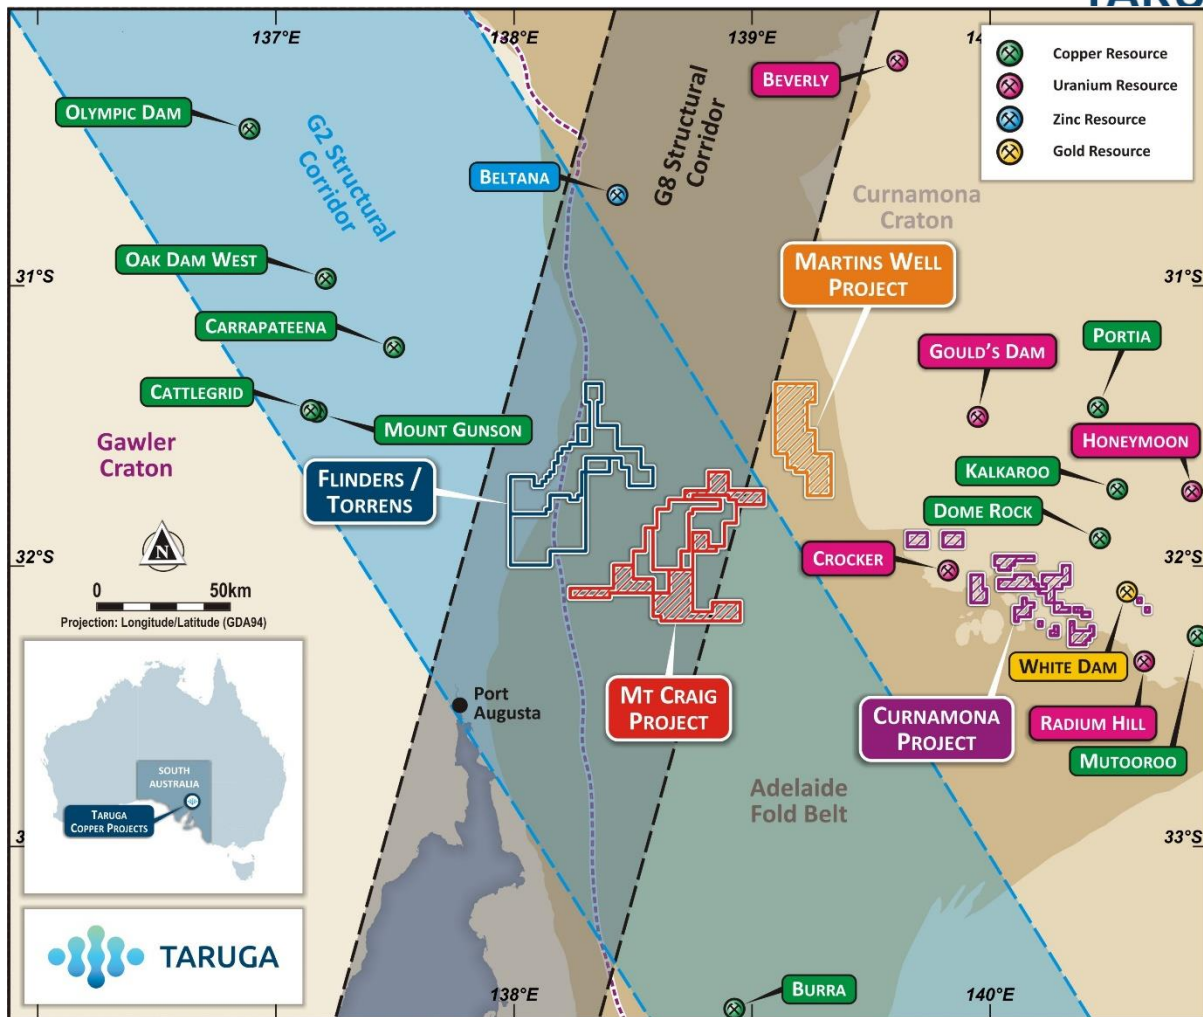 TARUGA
137°E
138°E
139°E
Copper Resource
Uranium Resource
Zinc Resource
Gold Resource
BEVERLY
OLYMPIC DAM
G2 Structural
Corridor
G8 Structural
Corridor
BELTANA
Curnamona
Craton
OAK DAM WEST
MARTINS WELL
PROJECT
31°S
31°S
CARRAPATEENA
GOULD'S DAM
PORTIA
CATTLEGRID
MOUNT GUNSON
Gawler
Craton
HONEYMOON
FLINDERS /
TORRENS
KALKAROO
DOME ROCK
N
32°S
32°S
CROCKER
0 50km
Projection: Longitude/Latitude (GDA94)
WHITE DAM
MT CRAIG
PROJECT
Port
Augusta
CURNAMONA
PROJECT
RADIUM HILL
MUTOOROO
SOUTH
AUSTRALIA
TARUGA
COPPER PROJECTS
Adelaide
Fold Belt
33°S
138°E
140°E
BURRA